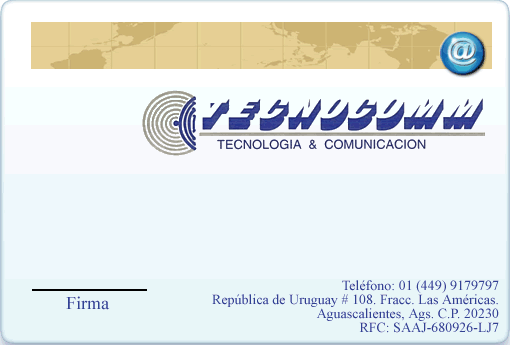 @
TECNOCOMM
TECNOLOGIA & COMUNICACION
Teléfono: 01 (449) 9179797
República de Uruguay # 108. Fracc. Las Américas.
Aguascalientes, Ags. C.P. 20230
RFC: SAAJ-680926-LJ7
Firma